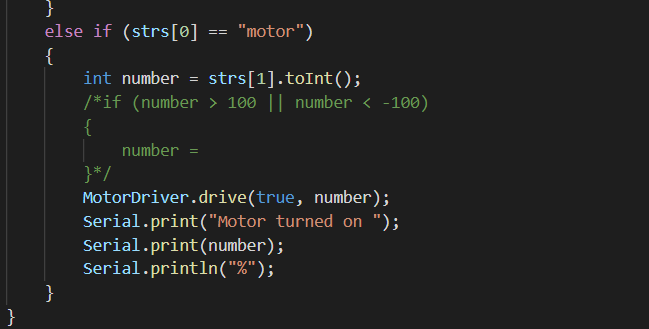 }
else if (strs[0] == "motor")
{
int number = strs[1].toInt();
/*if (number > 100 || number < -100)
{
number =
}*/
MotorDriver.drive(true, number);
Serial.print("Motor turned on ");
Serial.print(number);
Serial.println("%");
}
}